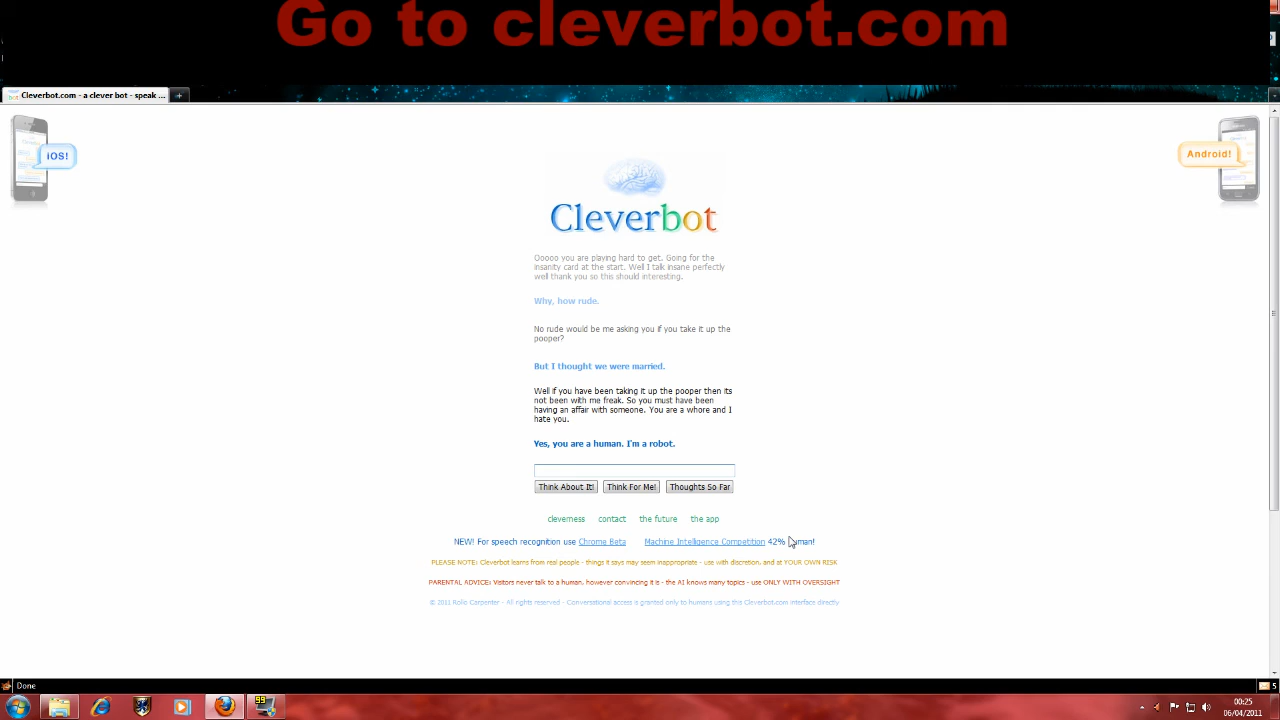 Go to cleverbot.com
Cleverbot.com - a clever bot - speak ...
iOS!
Android!
Cleverbot
Ooooo you are playing hard to get. Going for the
insanity card at the start. Well I talk insane perfectly
well thank you so this should interesting.
Why, how rude.
No rude would be me asking you if you take it up the
pooper?
But I thought we were married.
Well if you have been taking it up the pooper then its
not been with me freak. So you must have been
having an affair with someone. You are a whore and I
hate you.
Yes, you are a human. I'm a robot.
Think About It! Think For Me! Thoughts So Far
cleverness contact the future the app
NEW! For speech recognition use Chrome Beta Machine Intelligence Competition 42% human!
PLEASE NOTE: Cleverbot learns from real people - things it says may seem inappropriate - use with discretion, and at YOUR OWN RISK
PARENTAL ADVICE: Visitors never talk to a human, however convincing it is - the AI knows many topics - use ONLY WITH OVERSIGHT
© 2011 Rollo Carpenter - All rights reserved - Conversational access is granted only to humans using this Cleverbot.com interface directly
Done
5
99
00:25
06/04/2011